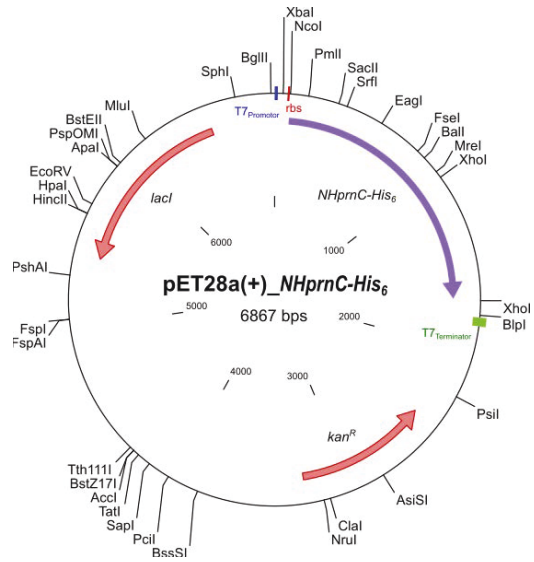 XbaI
NcoI
BglII
PmlI
SphI
SacII
SrfI
T7Promotor
rbs
EagI
MluI
BstEII
PspOMI
ApaI
FseI
BalI
MreI
XhoI
EcoRV
HpaI
HincII
lacI
NHprnC-His6
6000
1000
PshAI
pET28a(+)_NHprnC-His6
5000
6867 bps
2000
XhoI
BlpI
FspI
FspAI
T7Terminator
4000
3000
PsiI
kanR
Tth111I
BstZ17I
AccI
TatI
SapI
PciI
BssSI
AsiSI
ClaI
NruI